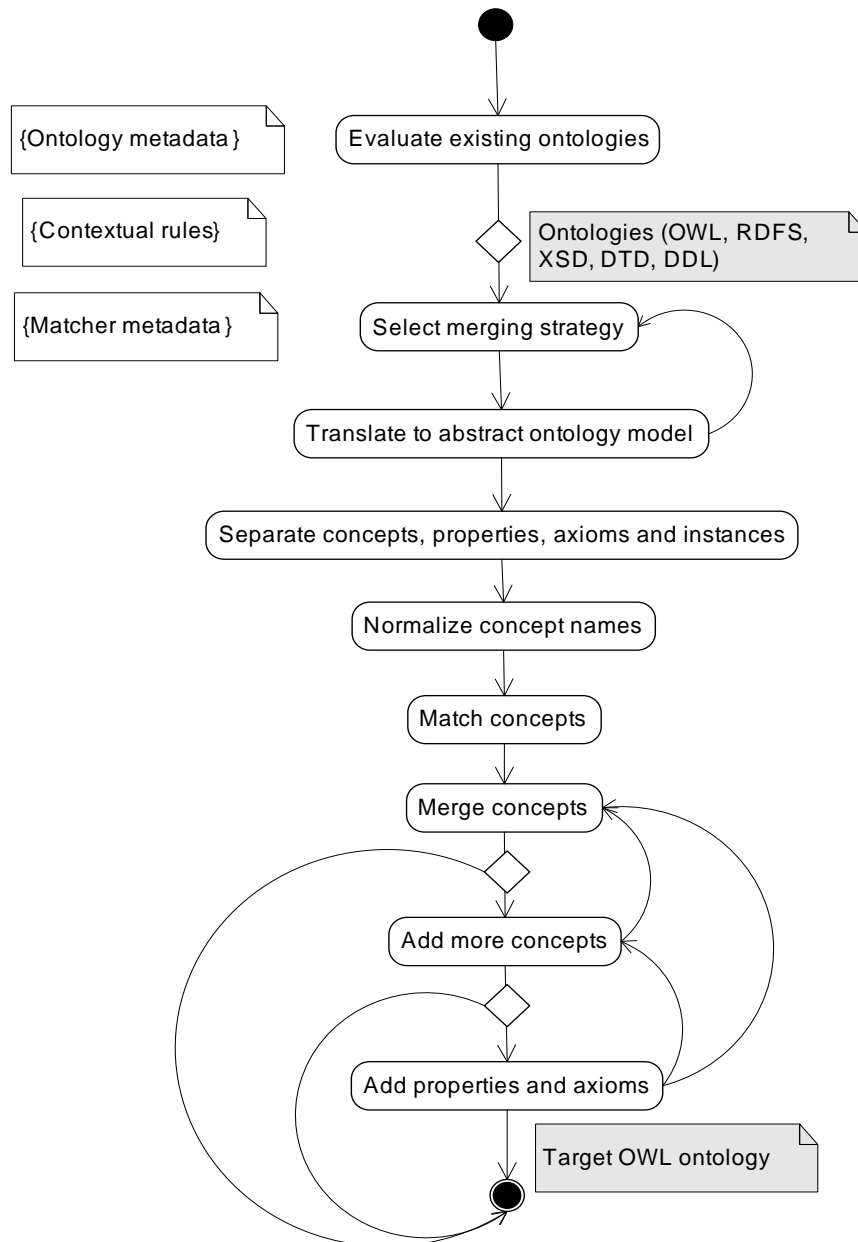 {Ontology metadata }
Evaluate existing ontologies
{Contextual rules}
Ontologies (OWL, RDFS,
XSD, DTD, DDL)
{Matcher metadata }
Select merging strategy
Translate to abstract ontology model
Separate concepts, properties, axioms and instances
Normalize concept names
Match concepts
Merge concepts
Add more concepts
Add properties and axioms
Target OWL ontology